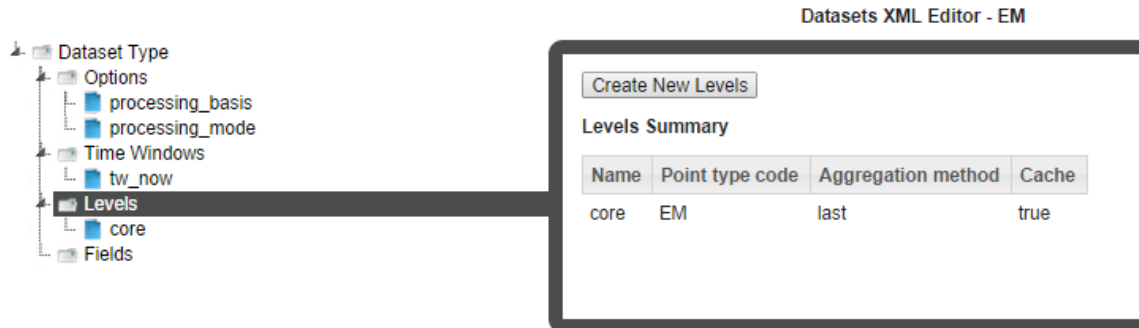 Datasets XML Editor - EM
Dataset Type
Options
processing_basis
processing_mode
Time Windows
tw_now
Levels
core
Fields
Create New Levels
Levels Summary
Name Point type code Aggregation method Cache
core EM last true